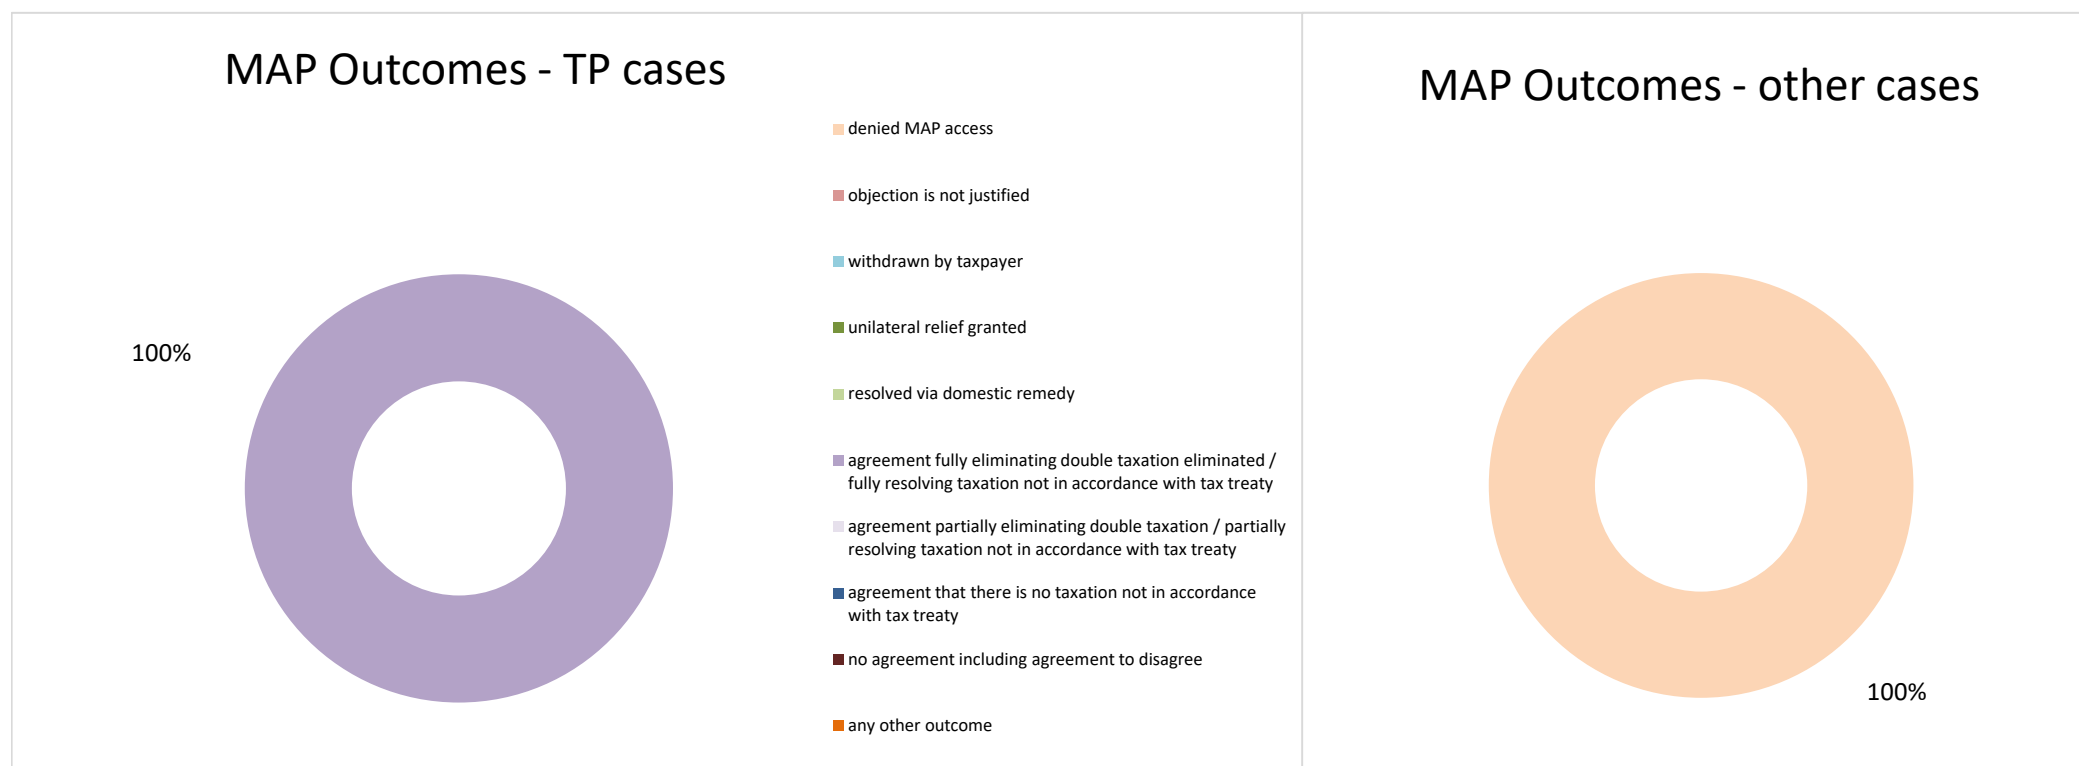 MAP Outcomes - TP cases
100%
denied MAP access
objection is not justified
withdrawn by taxpayer
unilateral relief granted
resolved via domestic remedy
agreement fully eliminating double taxation eliminated /
fully resolving taxation not in accordance with tax treaty
agreement partially eliminating double taxation / partially
resolving taxation not in accordance with tax treaty
agreement that there is no taxation not in accordance
with tax treaty
no agreement including agreement to disagree
any other outcome
MAP Outcomes - other cases
100%